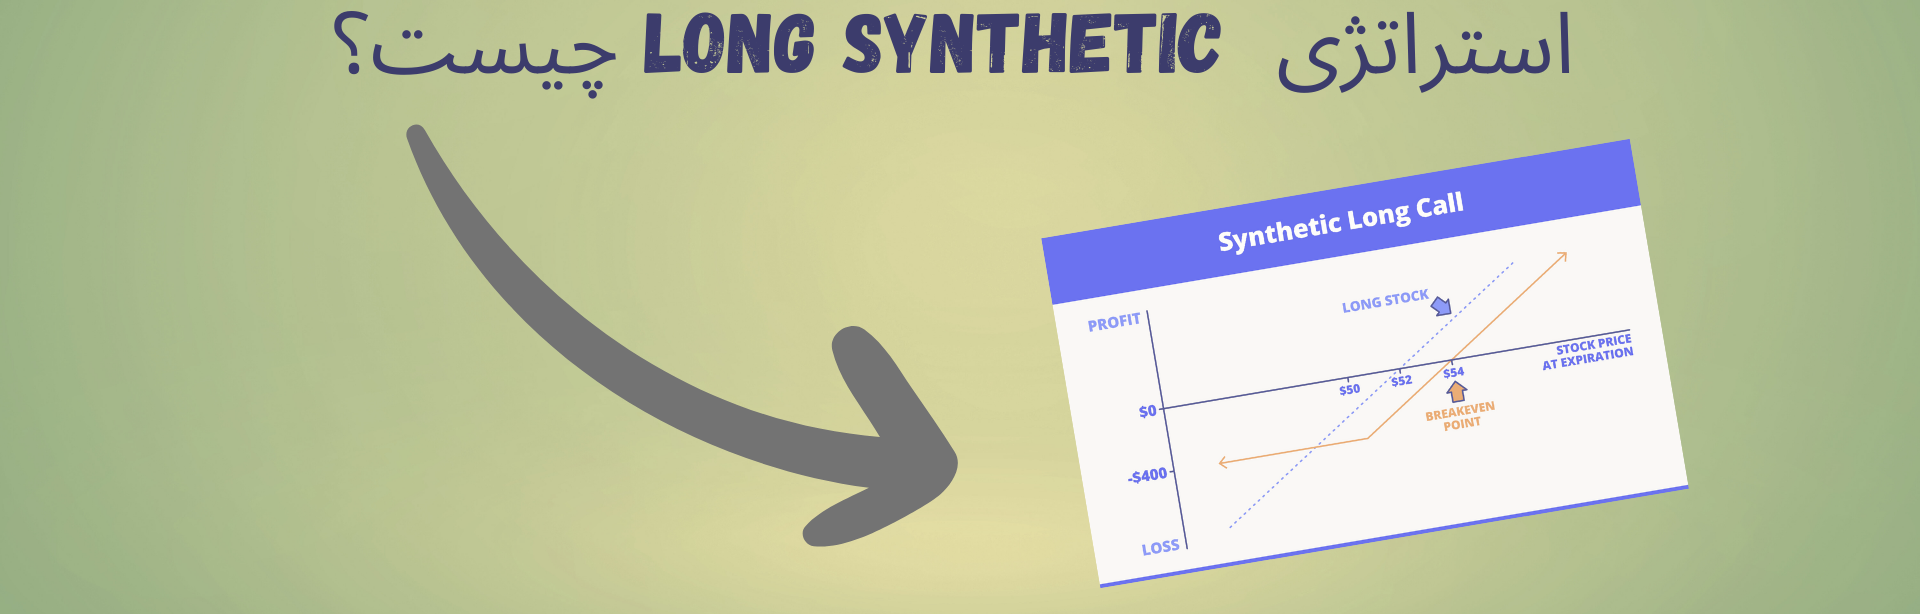 استراتژی LONG SYNTHETIC چیست؟
Synthetic Long Call
PROFIT
LONG STOCK
STOCK PRICE
AT EXPIRATION
$50
$52
$54
$0
BREAKEVEN
POINT
-$400
LOSS